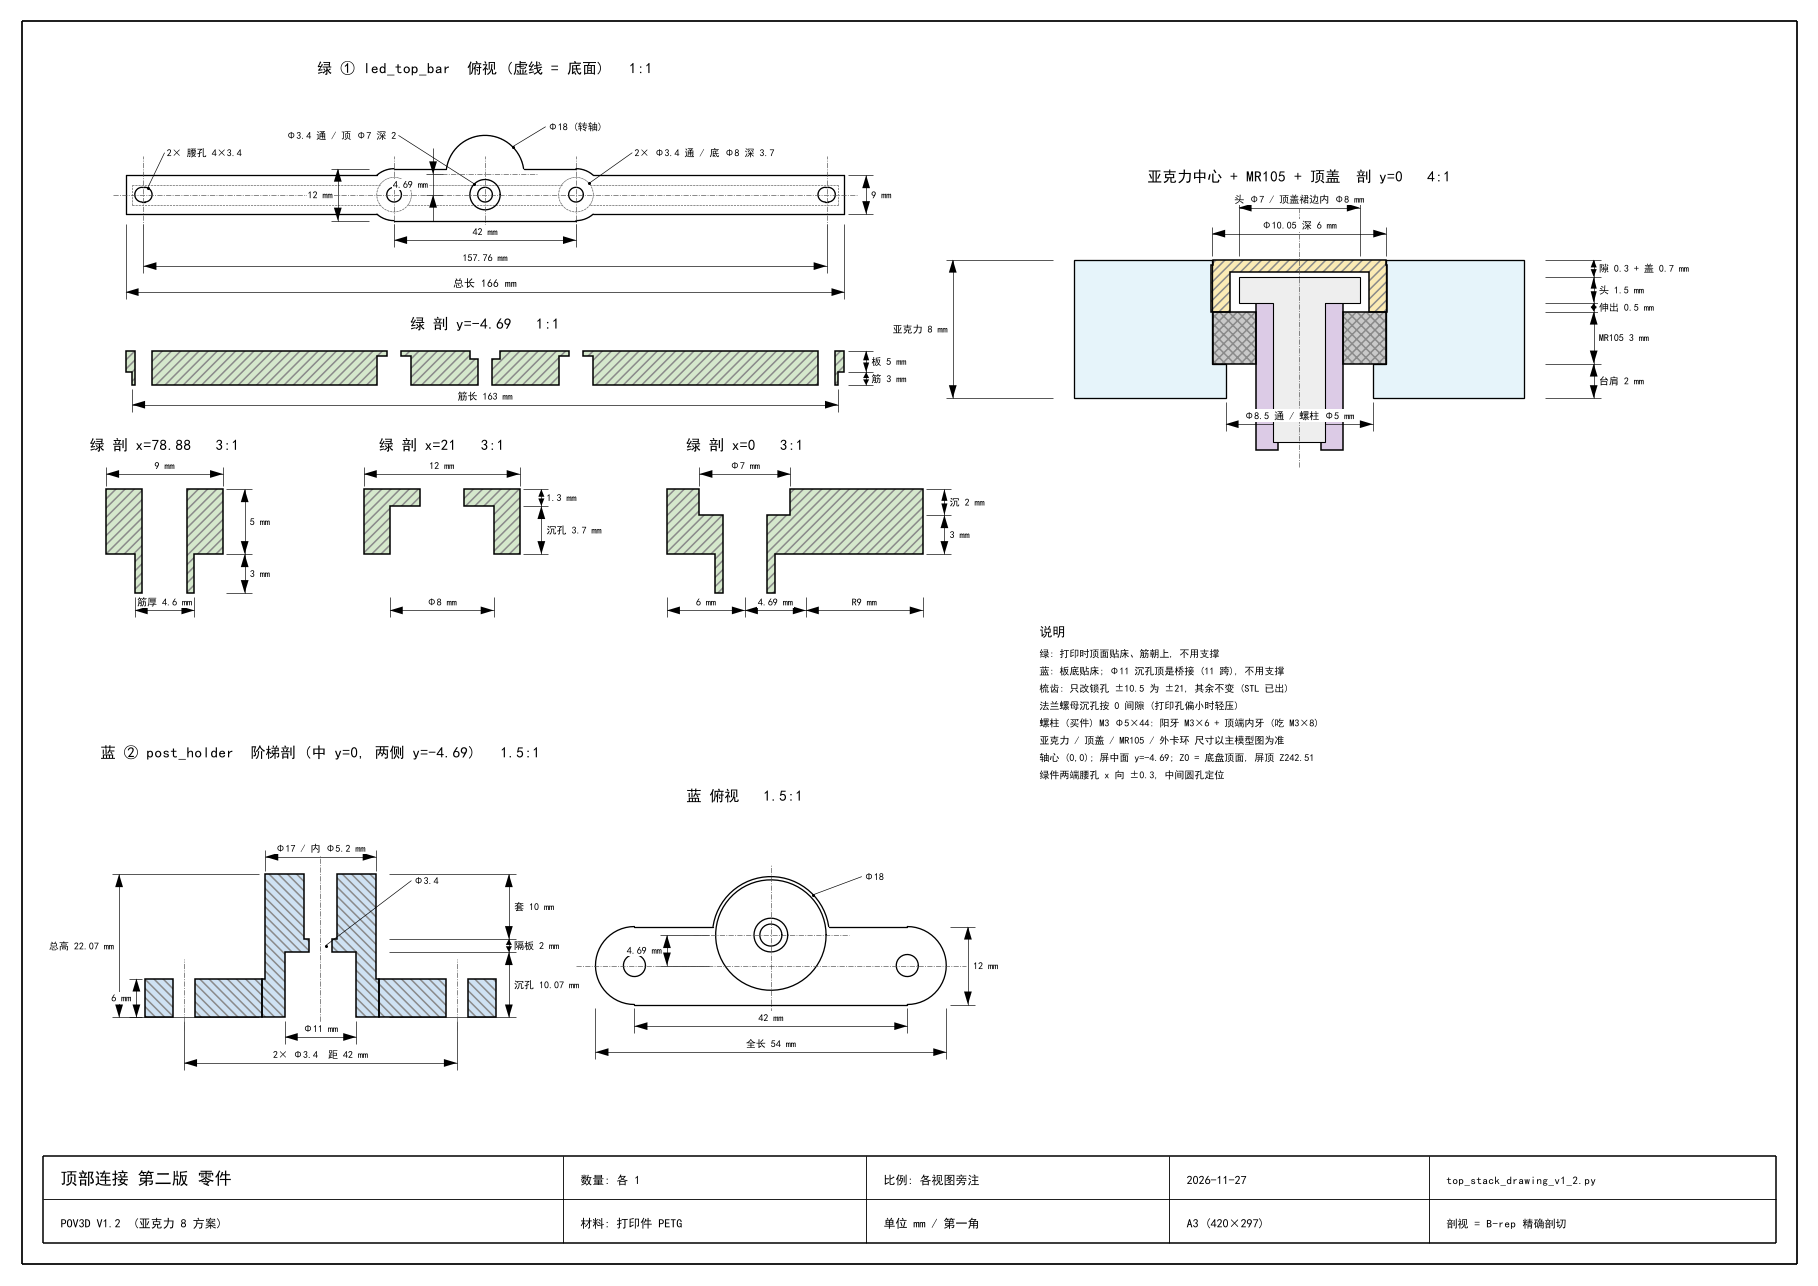 绿 ① led_top_bar 俯视 (虚线 = 底面) 1:1
Φ18 (转轴)
Φ3.4 通 / 顶 Φ7 深 2
2× 腰孔 4×3.4
2× Φ3.4 通 / 底 Φ8 深 3.7
4.69 mm
12 mm
9 mm
42 mm
157.76 mm
总长 166 mm
绿 剖 y=-4.69 1:1
板 5 mm
筋 3 mm
筋长 163 mm
绿 剖 x=78.88 3:1
9 mm
5 mm
3 mm
筋厚 4.6 mm
绿 剖 x=21 3:1
12 mm
1.3 mm
沉孔 3.7 mm
Φ8 mm
绿 剖 x=0 3:1
Φ7 mm
沉 2 mm
3 mm
6 mm
4.69 mm
R9 mm
亚克力中心 + MR105 + 顶盖 剖 y=0 4:1
头 Φ7 / 顶盖裙边内 Φ8 mm
Φ10.05 深 6 mm
隙 0.3 + 盖 0.7 mm
头 1.5 mm
伸出 0.5 mm
亚克力 8 mm
MR105 3 mm
台肩 2 mm
Φ8.5 通 / 螺柱 Φ5 mm
说明
绿: 打印时顶面贴床、筋朝上, 不用支撑
蓝: 板底贴床; Φ11 沉孔顶是桥接 (11 跨), 不用支撑
梳齿: 只改锁孔 ±10.5 为 ±21, 其余不变 (STL 已出)
法兰螺母沉孔按 0 间隙 (打印孔偏小时轻压)
螺柱 (买件) M3 Φ5×44: 阳牙 M3×6 + 顶端内牙 (吃 M3×8)
亚克力 / 顶盖 / MR105 / 外卡环 尺寸以主模型图为准
轴心 (0,0); 屏中面 y=-4.69; Z0 = 底盘顶面, 屏顶 Z242.51
绿件两端腰孔 x 向 ±0.3, 中间圆孔定位
蓝 ② post_holder 阶梯剖 (中 y=0, 两侧 y=-4.69) 1.5:1
Φ17 / 内 Φ5.2 mm
Φ3.4
套 10 mm
总高 22.07 mm
隔板 2 mm
沉孔 10.07 mm
6 mm
Φ11 mm
2× Φ3.4 距 42 mm
蓝 俯视 1.5:1
Φ18
4.69 mm
12 mm
42 mm
全长 54 mm
顶部连接 第二版 零件
数量: 各 1
比例: 各视图旁注
2026-11-27
top_stack_drawing_v1_2.py
POV3D V1.2 (亚克力 8 方案)
材料: 打印件 PETG
单位 mm / 第一角
A3 (420×297)
剖视 = B-rep 精确剖切